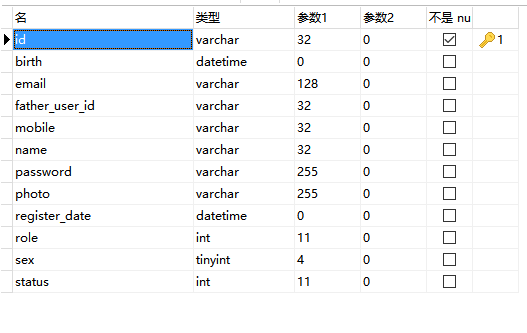 名 类型 参数1 参数2 不是 nu
id varchar 32 0 1
birth datetime 0 0
email varchar 128 0
father_user_id varchar 32 0
mobile varchar 32 0
name varchar 32 0
password varchar 255 0
photo varchar 255 0
register_date datetime 0 0
role int 11 0
sex tinyint 4 0
status int 11 0